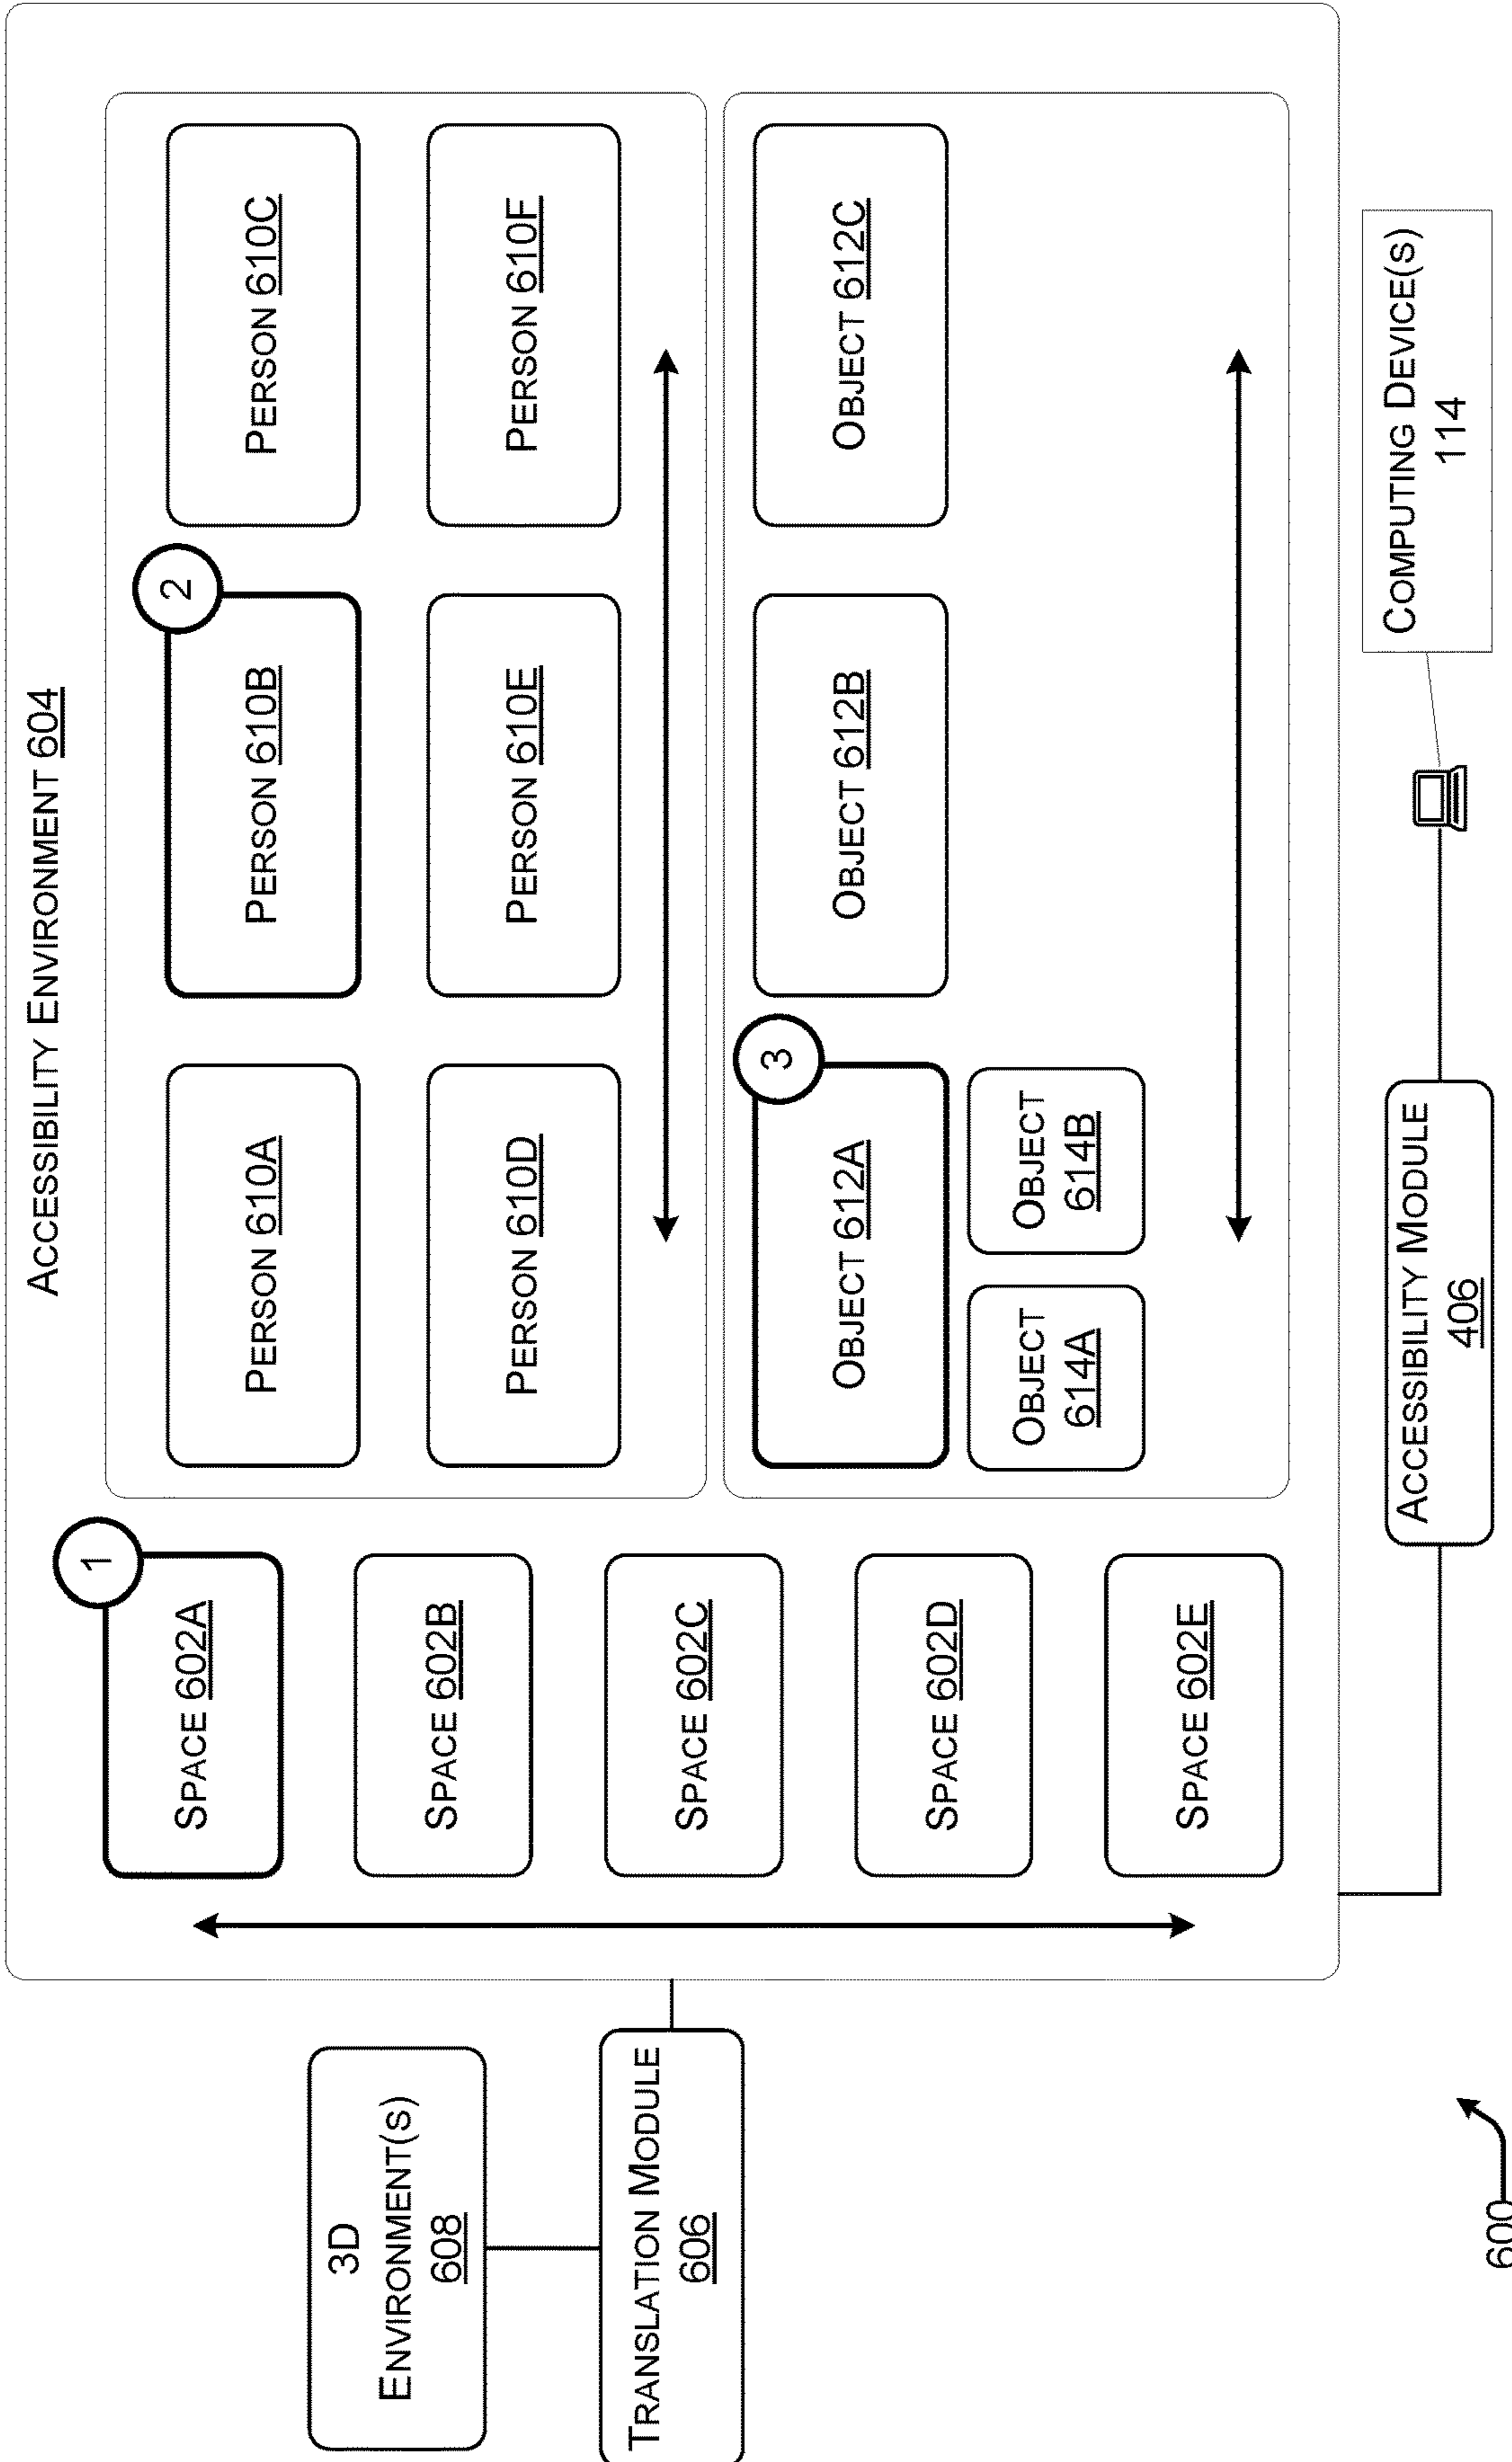 ACCESSIBILITY ENVIRONMENT 604
1
SPACE 602A
SPACE 602B
SPACE 602C
SPACE 602D
SPACE 602E
2
PERSON 610A
PERSON 610B
PERSON 610C
PERSON 610D
PERSON 610E
PERSON 610F
3
OBJECT 612A
OBJECT 612B
OBJECT 612C
OBJECT
614A
OBJECT
614B
3D
ENVIRONMENT(S)
608
TRANSLATION MODULE
606
ACCESSIBILITY MODULE
406
COMPUTING DEVICE(S)
114
600